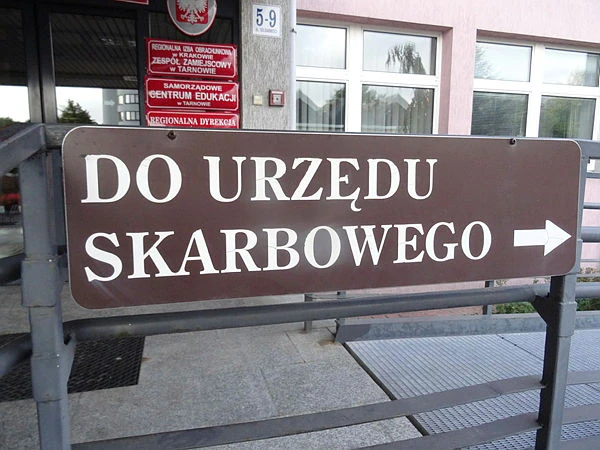 5-9
REGIONALNA IZBA OBRACHUNKOWA
w KRAKOWIE
ZESPÓŁ ZAMIEJSCOWY
w TARNOWIE
SAMORZĄDOWE
CENTRUM EDUKACJI
w TARNOWIE
REGIONALNA DYREKCJA
DO URZĘDU
SKARBOWEGO